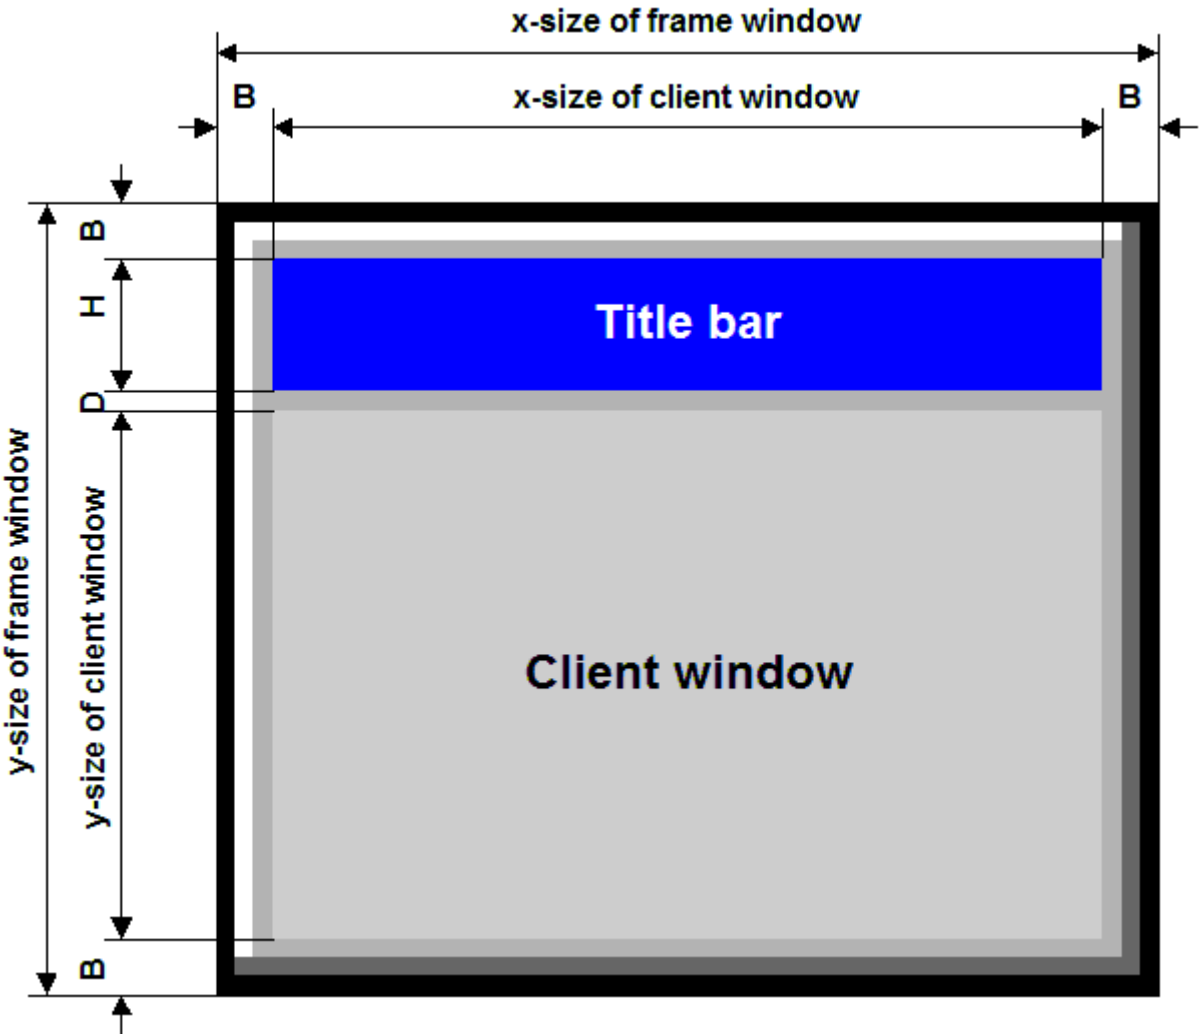 x-size of frame window
B
x-size of client window
B
B
H
D
y-size of frame window
y-size of client window
B
Title bar
Client window